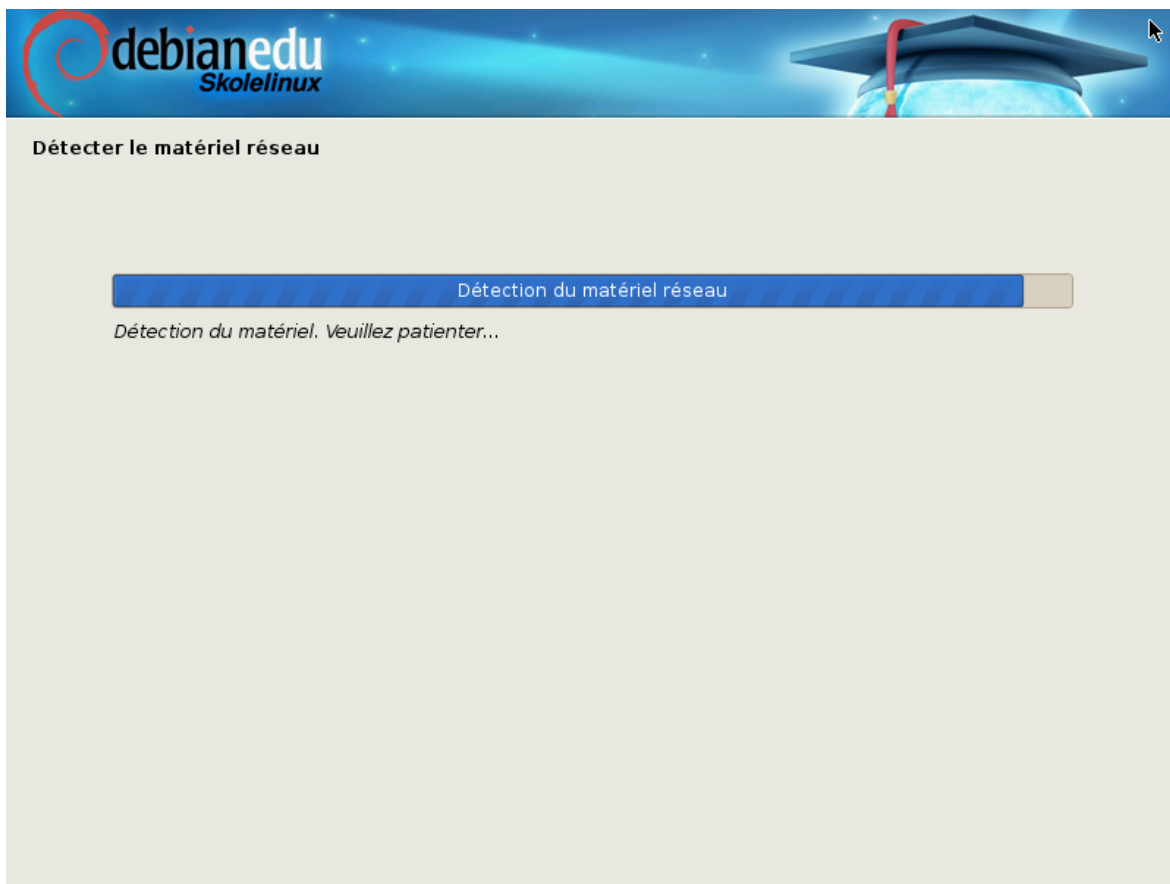 debianedu
Skolelinux
Détecter le matériel réseau
Détection du matériel réseau
Détection du matériel. Veuillez patienter...